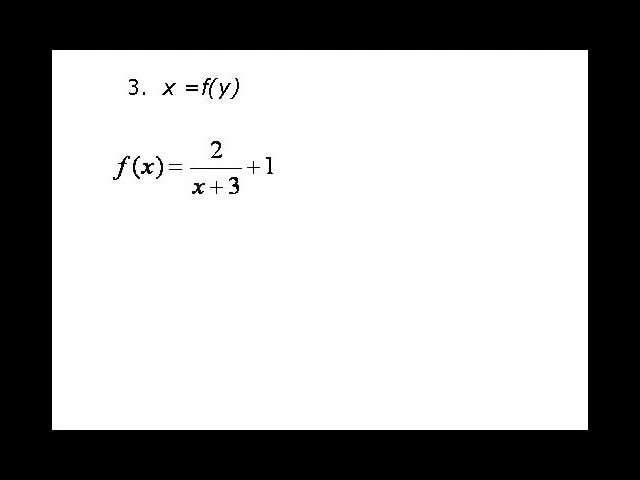 3. x =f(y)
f(x) = 2/(x+3) + 1